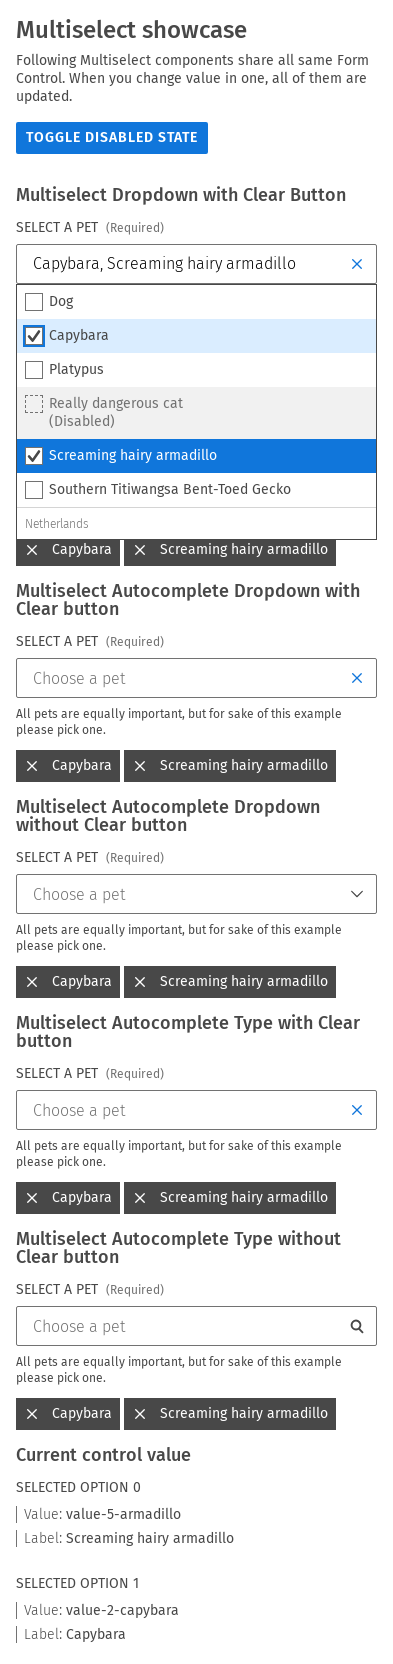 Multiselect showcase
Following Multiselect components share all same Form
Control. When you change value in one, all of them are
updated.
TOGGLE DISABLED STATE
Multiselect Dropdown with Clear Button
SELECT A PET (Required)
Capybara, Screaming hairy armadillo
Dog
Capybara
Platypus
Really dangerous cat
(Disabled)
Screaming hairy armadillo
Southern Titiwangsa Bent-Toed Gecko
Netherlands
Capybara Screaming hairy armadillo
Multiselect Autocomplete Dropdown with
Clear button
SELECT A PET (Required)
Choose a pet
All pets are equally important, but for sake of this example
please pick one.
Capybara Screaming hairy armadillo
Multiselect Autocomplete Dropdown
without Clear button
SELECT A PET (Required)
Choose a pet
All pets are equally important, but for sake of this example
please pick one.
Capybara Screaming hairy armadillo
Multiselect Autocomplete Type with Clear
button
SELECT A PET (Required)
Choose a pet
All pets are equally important, but for sake of this example
please pick one.
Capybara Screaming hairy armadillo
Multiselect Autocomplete Type without
Clear button
SELECT A PET (Required)
Choose a pet
All pets are equally important, but for sake of this example
please pick one.
Capybara Screaming hairy armadillo
Current control value
SELECTED OPTION 0
Value: value-5-armadillo
Label: Screaming hairy armadillo
SELECTED OPTION 1
Value: value-2-capybara
Label: Capybara